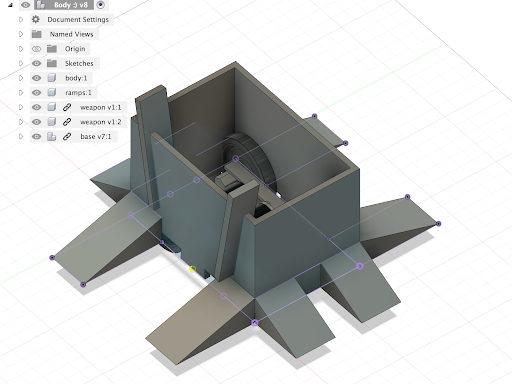 Body :) v8
Document Settings
Named Views
Origin
Sketches
body:1
ramps:1
weapon v1:1
weapon v1:2
base v7:1